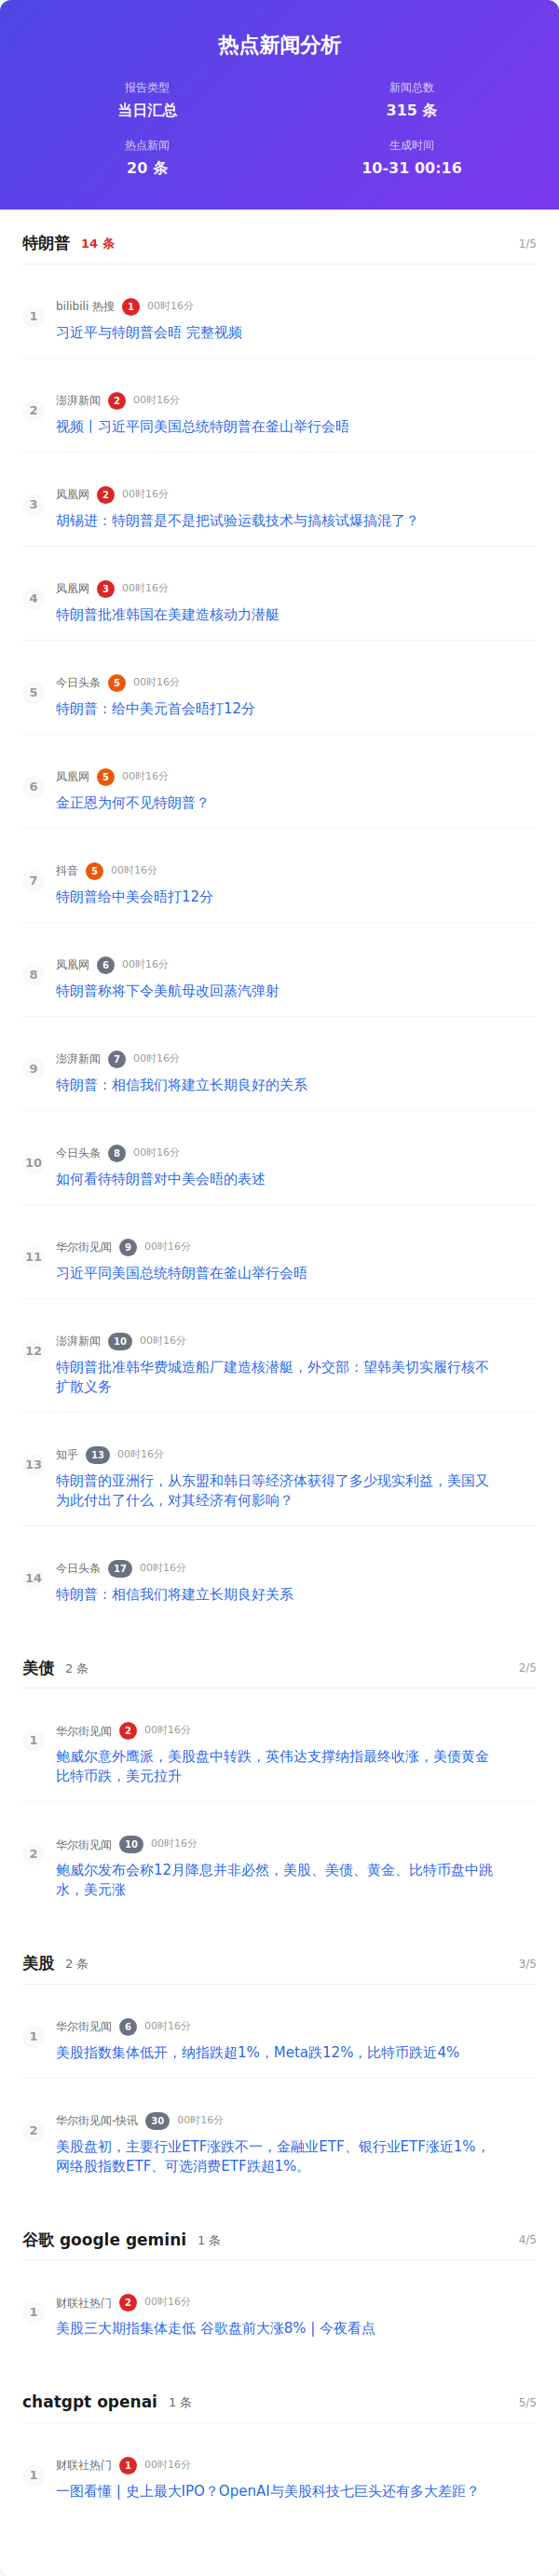 热点新闻分析
报告类型
新闻总数
当日汇总
315 条
热点新闻
生成时间
20 条
10-31 00:16
特朗普 14 条 1/5
1
bilibili 热搜 1 00时16分
习近平与特朗普会晤 完整视频
2
澎湃新闻 2 00时16分
视频丨习近平同美国总统特朗普在釜山举行会晤
3
凤凰网 2 00时16分
胡锡进：特朗普是不是把试验运载技术与搞核试爆搞混了？
4
凤凰网 3 00时16分
特朗普批准韩国在美建造核动力潜艇
5
今日头条 5 00时16分
特朗普：给中美元首会晤打12分
6
凤凰网 5 00时16分
金正恩为何不见特朗普？
7
抖音 5 00时16分
特朗普给中美会晤打12分
8
凤凰网 6 00时16分
特朗普称将下令美航母改回蒸汽弹射
9
澎湃新闻 7 00时16分
特朗普：相信我们将建立长期良好的关系
10
今日头条 8 00时16分
如何看待特朗普对中美会晤的表述
11
华尔街见闻 9 00时16分
习近平同美国总统特朗普在釜山举行会晤
12
澎湃新闻 10 00时16分
特朗普批准韩华费城造船厂建造核潜艇，外交部：望韩美切实履行核不
扩散义务
13
知乎 13 00时16分
特朗普的亚洲行，从东盟和韩日等经济体获得了多少现实利益，美国又
为此付出了什么，对其经济有何影响？
14
今日头条 17 00时16分
特朗普：相信我们将建立长期良好关系
美债 2 条 2/5
1
华尔街见闻 2 00时16分
鲍威尔意外鹰派，美股盘中转跌，英伟达支撑纳指最终收涨，美债黄金
比特币跌，美元拉升
2
华尔街见闻 10 00时16分
鲍威尔发布会称12月降息并非必然，美股、美债、黄金、比特币盘中跳
水，美元涨
美股 2 条 3/5
1
华尔街见闻 6 00时16分
美股指数集体低开，纳指跌超1%，Meta跌12%，比特币跌近4%
2
华尔街见闻-快讯 30 00时16分
美股盘初，主要行业ETF涨跌不一，金融业ETF、银行业ETF涨近1%，
网络股指数ETF、可选消费ETF跌超1%。
谷歌 google gemini 1 条 4/5
1
财联社热门 2 00时16分
美股三大期指集体走低 谷歌盘前大涨8% | 今夜看点
chatgpt openai 1 条 5/5
1
财联社热门 1 00时16分
一图看懂 | 史上最大IPO？OpenAI与美股科技七巨头还有多大差距？